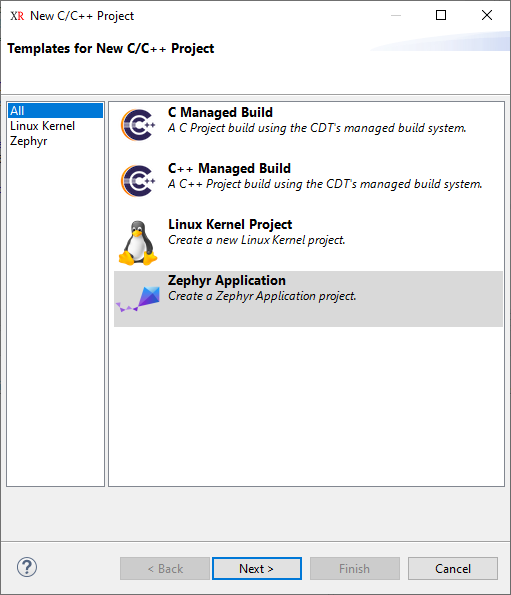 XR New C/C++ Project
Templates for New C/C++ Project
All
Linux Kernel
Zephyr
C Managed Build
A C Project build using the CDT's managed build system.
C++ Managed Build
A C++ Project build using the CDT's managed build system.
Linux Kernel Project
Create a new Linux Kernel project.
Zephyr Application
Create a Zephyr Application project.
?
< Back
Next >
Finish
Cancel